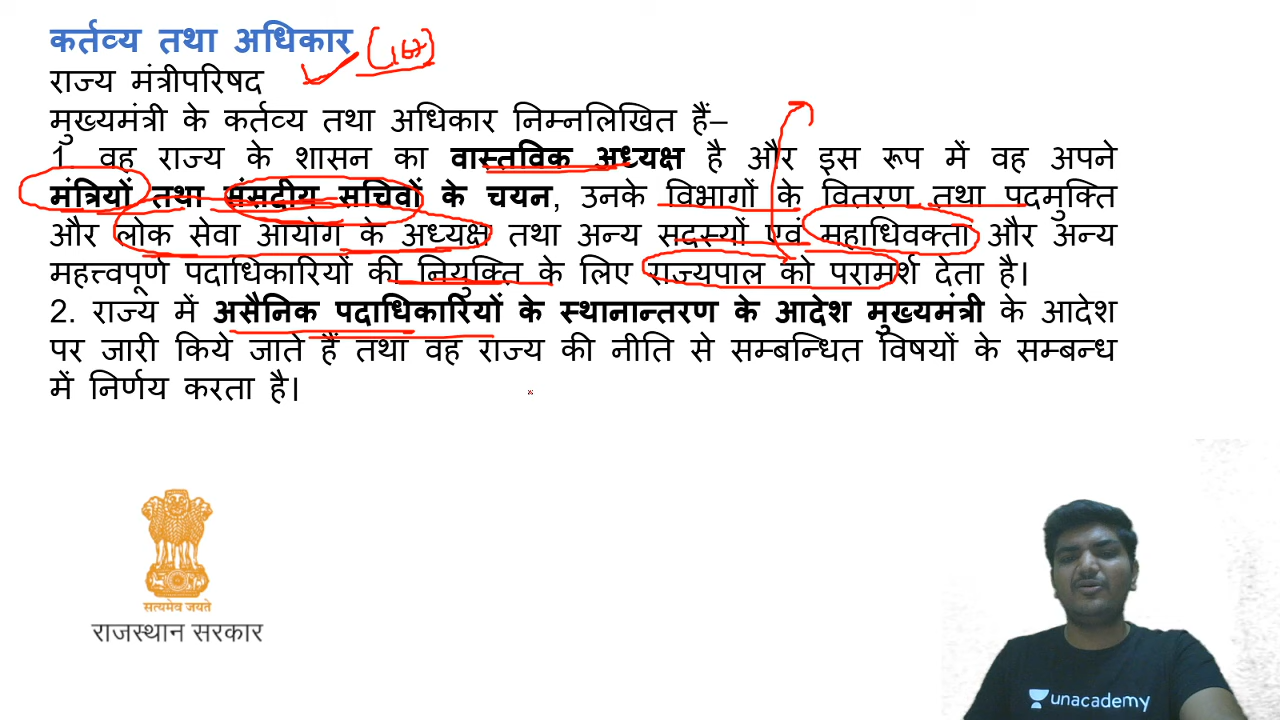 कर्तव्य तथा अधिकार (167)
राज्य मंत्रीपरिषद
मुख्यमंत्री के कर्तव्य तथा अधिकार निम्नलिखित हैं–
1. वह राज्य के शासन का वास्तविक अध्यक्ष है और इस रूप में वह अपने
मंत्रियों तथा संसदीय सचिवों के चयन, उनके विभागों के वितरण तथा पदमुक्ति
और लोक सेवा आयोग के अध्यक्ष तथा अन्य सदस्यों एवं महाधिवक्ता और अन्य
महत्त्वपूर्ण पदाधिकारियों की नियुक्ति के लिए राज्यपाल को परामर्श देता है।
2. राज्य में असैनिक पदाधिकारियों के स्थानान्तरण के आदेश मुख्यमंत्री के आदेश
पर जारी किये जाते हैं तथा वह राज्य की नीति से सम्बन्धित विषयों के सम्बन्ध
में निर्णय करता है।
सत्यमेव जयते
राजस्थान सरकार
unacademy